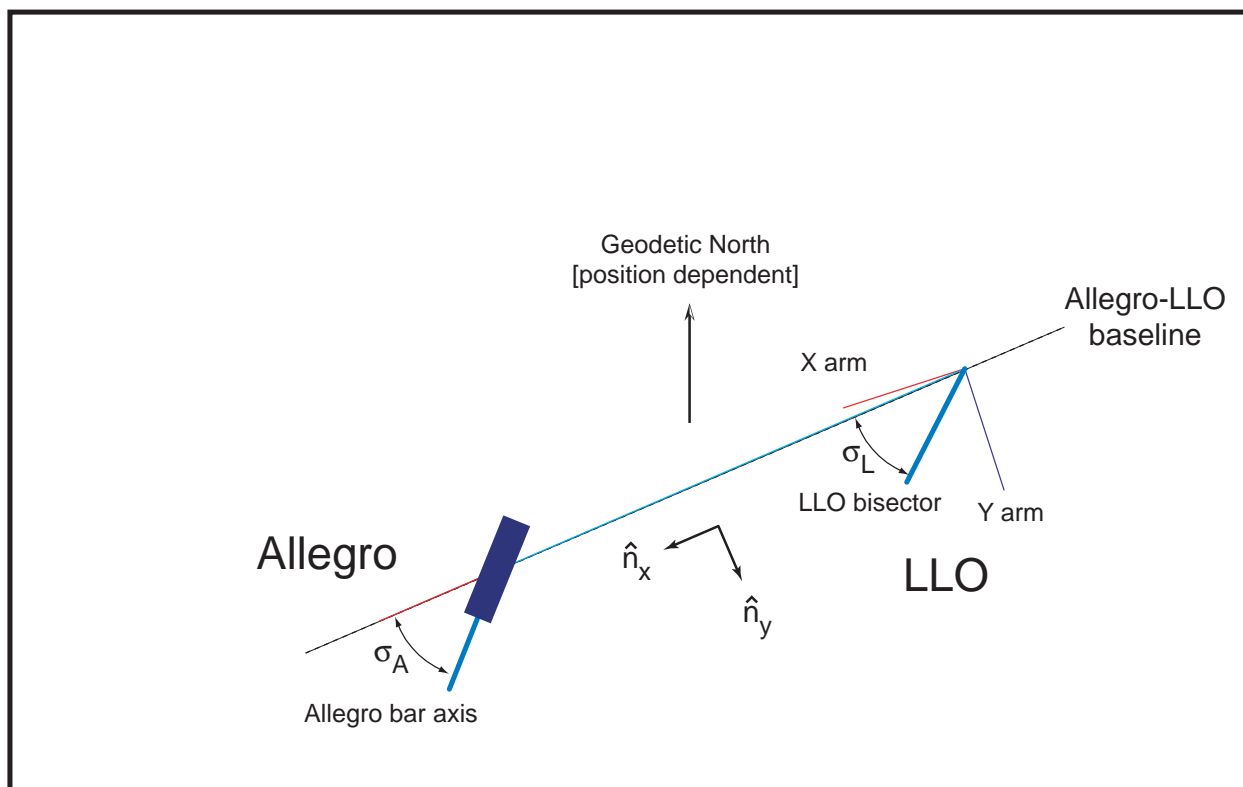 Geodetic North
[position dependent]
Allegro-LLO
baseline
X arm
σL
LLO bisector
Y arm
Allegro
n̂x
LLO
n̂y
σA
Allegro bar axis